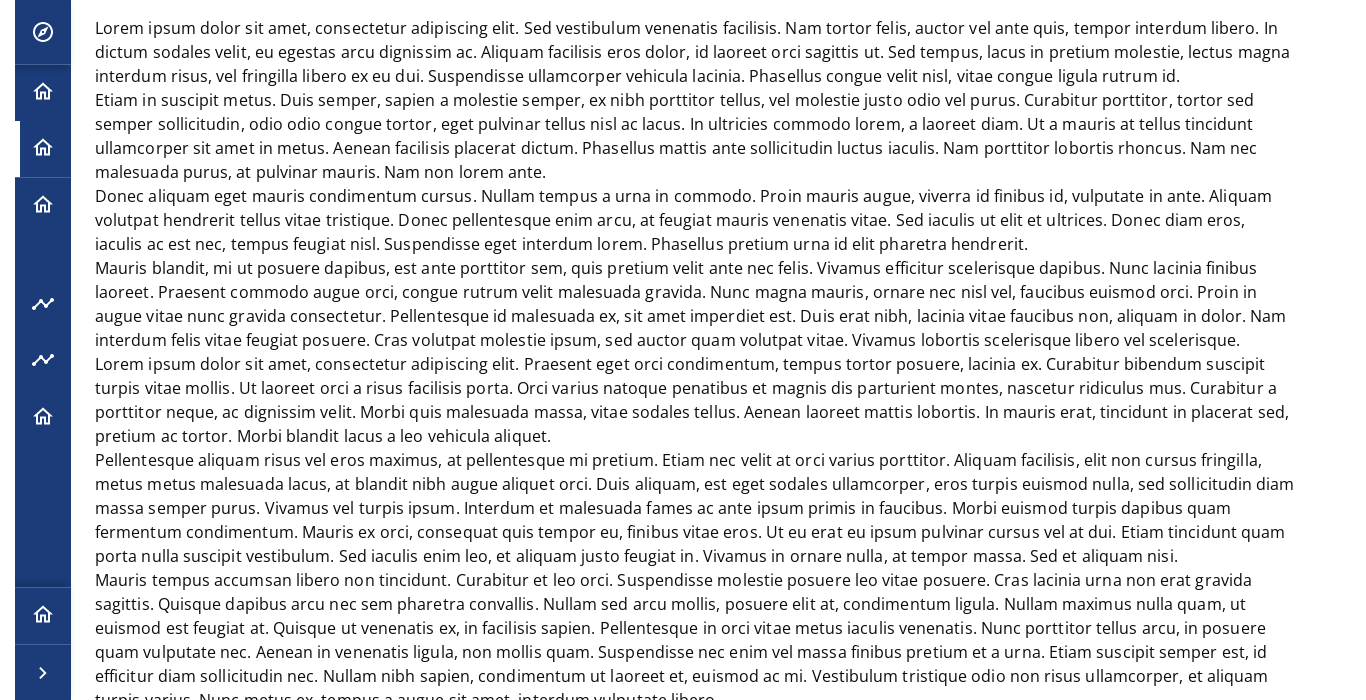 Lorem ipsum dolor sit amet, consectetur adipiscing elit. Sed vestibulum venenatis facilisis. Nam tortor felis, auctor vel ante quis, tempor interdum libero. In
dictum sodales velit, eu egestas arcu dignissim ac. Aliquam facilisis eros dolor, id laoreet orci sagittis ut. Sed tempus, lacus in pretium molestie, lectus magna
interdum risus, vel fringilla libero ex eu dui. Suspendisse ullamcorper vehicula lacinia. Phasellus congue velit nisl, vitae congue ligula rutrum id.
Etiam in suscipit metus. Duis semper, sapien a molestie semper, ex nibh porttitor tellus, vel molestie justo odio vel purus. Curabitur porttitor, tortor sed
semper sollicitudin, odio odio congue tortor, eget pulvinar tellus nisl ac lacus. In ultricies commodo lorem, a laoreet diam. Ut a mauris at tellus tincidunt
ullamcorper sit amet in metus. Aenean facilisis placerat dictum. Phasellus mattis ante sollicitudin luctus iaculis. Nam porttitor lobortis rhoncus. Nam nec
malesuada purus, at pulvinar mauris. Nam non lorem ante.
Donec aliquam eget mauris condimentum cursus. Nullam tempus a urna in commodo. Proin mauris augue, viverra id finibus id, vulputate in ante. Aliquam
volutpat hendrerit tellus vitae tristique. Donec pellentesque enim arcu, at feugiat mauris venenatis vitae. Sed iaculis ut elit et ultrices. Donec diam eros,
iaculis ac est nec, tempus feugiat nisl. Suspendisse eget interdum lorem. Phasellus pretium urna id elit pharetra hendrerit.
Mauris blandit, mi ut posuere dapibus, est ante porttitor sem, quis pretium velit ante nec felis. Vivamus efficitur scelerisque dapibus. Nunc lacinia finibus
laoreet. Praesent commodo augue orci, congue rutrum velit malesuada gravida. Nunc magna mauris, ornare nec nisl vel, faucibus euismod orci. Proin in
augue vitae nunc gravida consectetur. Pellentesque id malesuada ex, sit amet imperdiet est. Duis erat nibh, lacinia vitae faucibus non, aliquam in dolor. Nam
interdum felis vitae feugiat posuere. Cras volutpat molestie ipsum, sed auctor quam volutpat vitae. Vivamus lobortis scelerisque libero vel scelerisque.
Lorem ipsum dolor sit amet, consectetur adipiscing elit. Praesent eget orci condimentum, tempus tortor posuere, lacinia ex. Curabitur bibendum suscipit
turpis vitae mollis. Ut laoreet orci a risus facilisis porta. Orci varius natoque penatibus et magnis dis parturient montes, nascetur ridiculus mus. Curabitur a
porttitor neque, ac dignissim velit. Morbi quis malesuada massa, vitae sodales tellus. Aenean laoreet mattis lobortis. In mauris erat, tincidunt in placerat sed,
pretium ac tortor. Morbi blandit lacus a leo vehicula aliquet.
Pellentesque aliquam risus vel eros maximus, at pellentesque mi pretium. Etiam nec velit at orci varius porttitor. Aliquam facilisis, elit non cursus fringilla,
metus metus malesuada lacus, at blandit nibh augue aliquet orci. Duis aliquam, est eget sodales ullamcorper, eros turpis euismod nulla, sed sollicitudin diam
massa semper purus. Vivamus vel turpis ipsum. Interdum et malesuada fames ac ante ipsum primis in faucibus. Morbi euismod turpis dapibus quam
fermentum condimentum. Mauris ex orci, consequat quis tempor eu, finibus vitae eros. Ut eu erat eu ipsum pulvinar cursus vel at dui. Etiam tincidunt quam
porta nulla suscipit vestibulum. Sed iaculis enim leo, et aliquam justo feugiat in. Vivamus in ornare nulla, at tempor massa. Sed et aliquam nisi.
Mauris tempus accumsan libero non tincidunt. Curabitur et leo orci. Suspendisse molestie posuere leo vitae posuere. Cras lacinia urna non erat gravida
sagittis. Quisque dapibus arcu nec sem pharetra convallis. Nullam sed arcu mollis, posuere elit at, condimentum ligula. Nullam maximus nulla quam, ut
euismod est feugiat at. Quisque ut venenatis ex, in facilisis sapien. Pellentesque in orci vitae metus iaculis venenatis. Nunc porttitor tellus arcu, in posuere
quam vulputate nec. Aenean in venenatis ligula, non mollis quam. Suspendisse nec enim vel massa finibus pretium et a urna. Etiam suscipit semper est, id
efficitur diam sollicitudin nec. Nullam nibh sapien, condimentum ut laoreet et, euismod ac mi. Vestibulum tristique odio non risus ullamcorper, et aliquam
turpis varius. Nunc metus ex, tempus a augue sit amet, interdum vulputate libero.